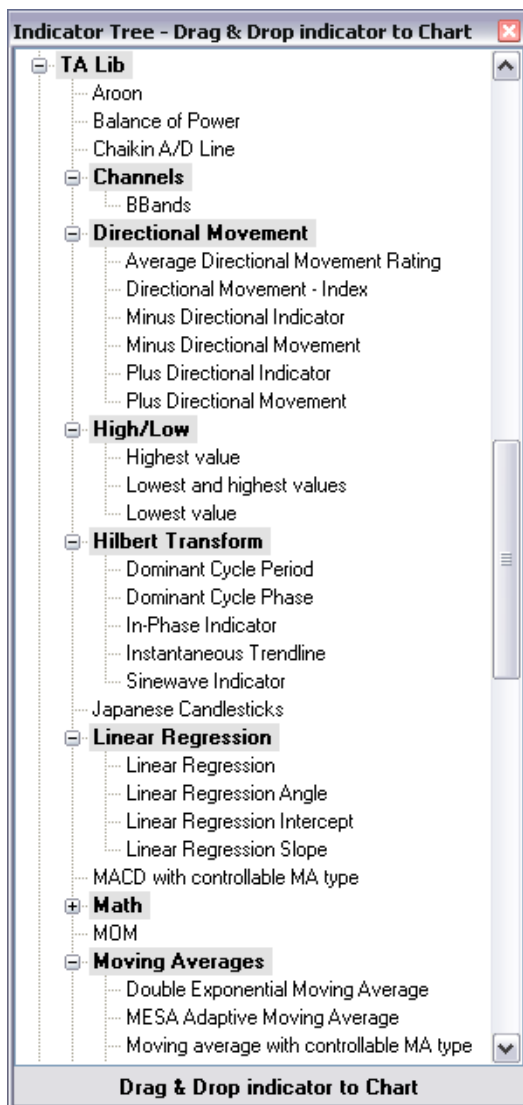 Indicator Tree - Drag & Drop indicator to Chart
TA Lib
Aroon
Balance of Power
Chaikin A/D Line
Channels
BBands
Directional Movement
Average Directional Movement Rating
Directional Movement - Index
Minus Directional Indicator
Minus Directional Movement
Plus Directional Indicator
Plus Directional Movement
High/Low
Highest value
Lowest and highest values
Lowest value
Hilbert Transform
Dominant Cycle Period
Dominant Cycle Phase
In-Phase Indicator
Instantaneous Trendline
Sinewave Indicator
Japanese Candlesticks
Linear Regression
Linear Regression
Linear Regression Angle
Linear Regression Intercept
Linear Regression Slope
MACD with controllable MA type
Math
MOM
Moving Averages
Double Exponential Moving Average
MESA Adaptive Moving Average
Moving average with controllable MA type
Drag & Drop indicator to Chart